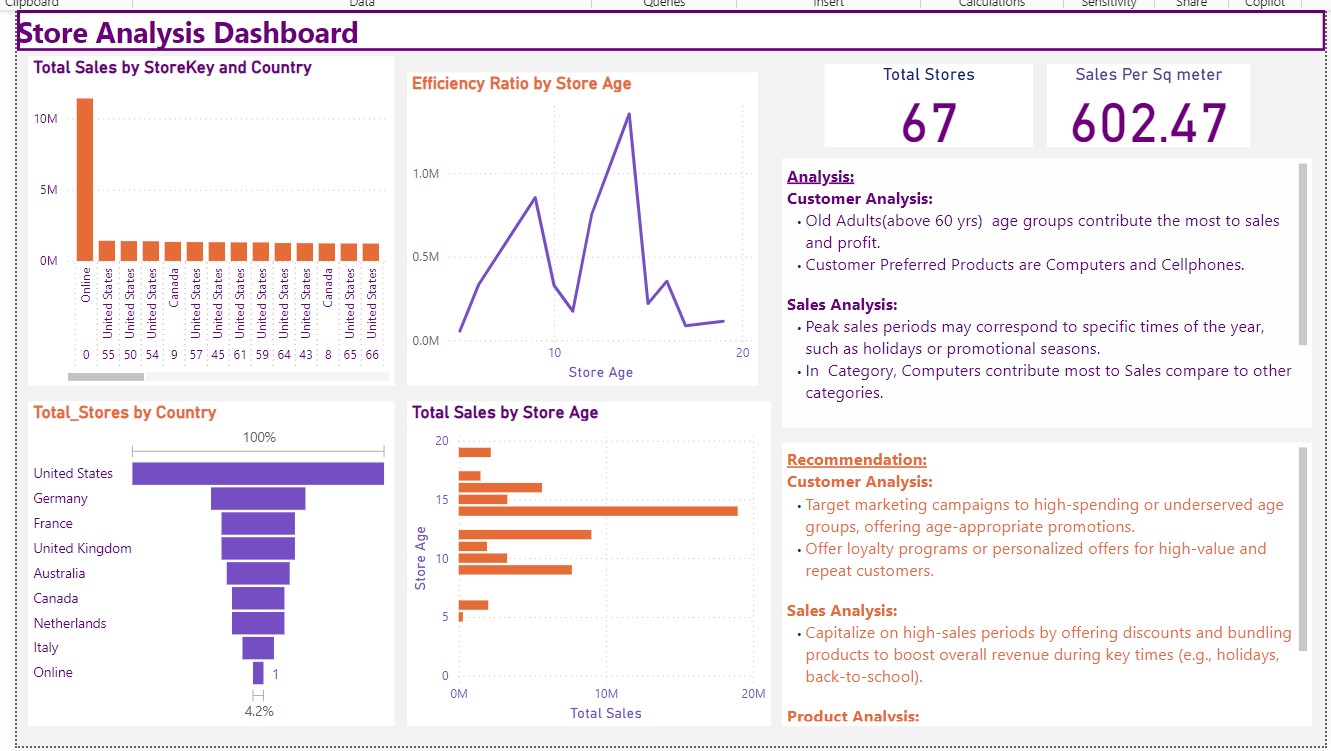 Clipboard Data Queries Insert Calculations Sensitivity Share Copilot
Store Analysis Dashboard
Total Sales by StoreKey and Country
10M
5M
0M
Online United States United States United States Canada United States United States United States United States United States United States Canada United States United States
0 55 50 54 9 57 45 61 59 64 43 8 65 66
Efficiency Ratio by Store Age
1.0M
0.5M
0.0M
10 20
Store Age
Total Stores
67
Sales Per Sq meter
602.47
Analysis:
Customer Analysis:
• Old Adults(above 60 yrs)  age groups contribute the most to sales
and profit.
• Customer Preferred Products are Computers and Cellphones.
Sales Analysis:
• Peak sales periods may correspond to specific times of the year,
such as holidays or promotional seasons.
• In  Category, Computers contribute most to Sales compare to other
categories.
Total_Stores by Country
100%
United States
Germany
France
United Kingdom
Australia
Canada
Netherlands
Italy
Online 1
4.2%
Total Sales by Store Age
20
15
10
5
0
Store Age
0M 10M 20M
Total Sales
Recommendation:
Customer Analysis:
• Target marketing campaigns to high-spending or underserved age
groups, offering age-appropriate promotions.
• Offer loyalty programs or personalized offers for high-value and
repeat customers.
Sales Analysis:
• Capitalize on high-sales periods by offering discounts and bundling
products to boost overall revenue during key times (e.g., holidays,
back-to-school).
Product Analysis: